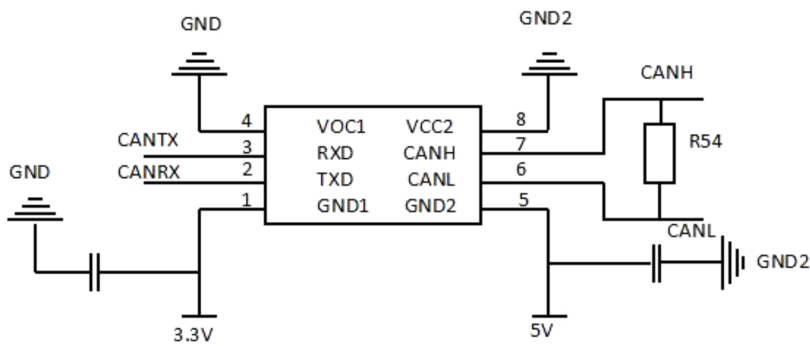 GND
GND2
CANH
4
VOC1
VCC2
8
CANTX
3
RXD
CANH
7
R54
GND
CANRX
2
TXD
CANL
6
1
GND1
GND2
5
CANL
GND2
3.3V
5V